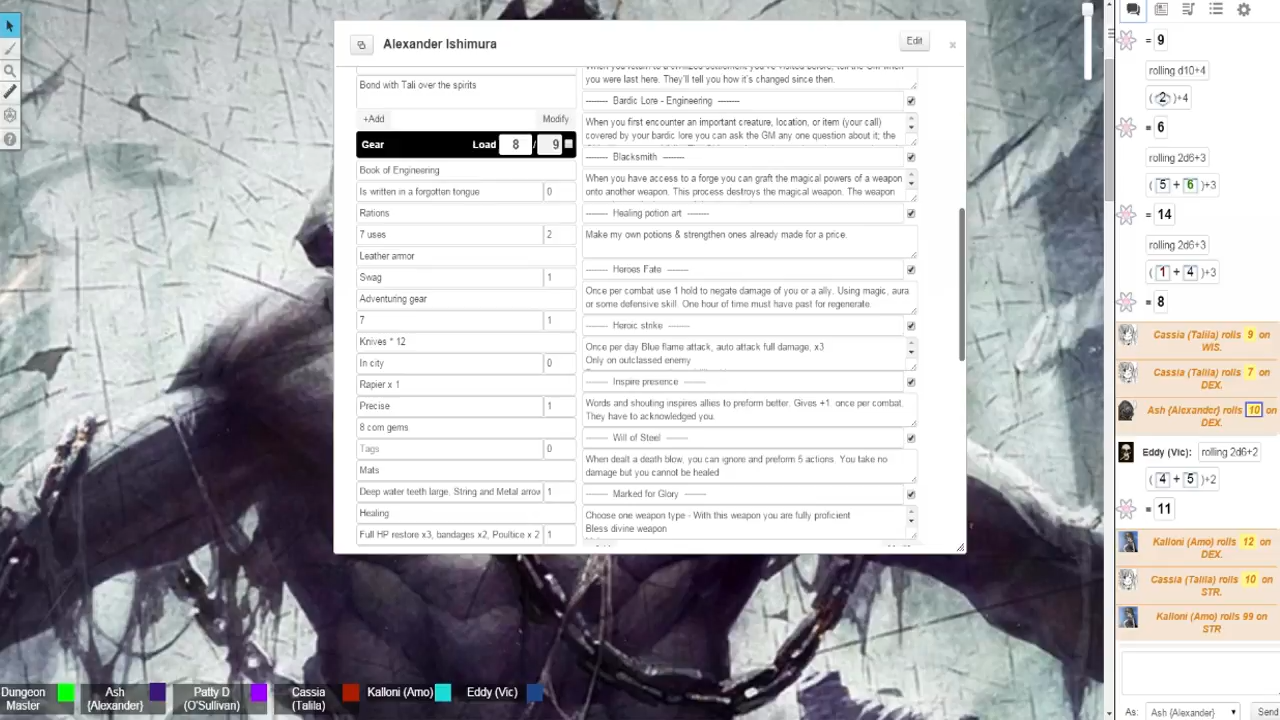 Alexander Ishimura
Edit
Bond with Tali over the spirits
+Add
Modify
Gear
Load
8
/
9
Book of Engineering
Is written in a forgotten tongue
0
Rations
7 uses
2
Leather armor
Swag
1
Adventuring gear
7
1
Knives * 12
In city
0
Rapier x 1
Precise
1
8 com gems
Tags
0
Mats
Deep water teeth large, String and Metal arrow
1
Healing
Full HP restore x3, bandages x2, Poultice x 2
1
you were last here. They'll tell you how it's changed since then.
-------- Bardic Lore - Engineering --------
When you first encounter an important creature, location, or item (your call)
covered by your bardic lore you can ask the GM any one question about it; the
-------- Blacksmith --------
When you have access to a forge you can graft the magical powers of a weapon
onto another weapon. This process destroys the magical weapon. The weapon
-------- Healing potion art --------
Make my own potions & strengthen ones already made for a price.
-------- Heroes Fate --------
Once per combat use 1 hold to negate damage of you or a ally. Using magic, aura
or some defensive skill. One hour of time must have past for regenerate.
-------- Heroic strike --------
Once per day Blue flame attack, auto attack full damage, x3
Only on outclassed enemy
-------- Inspire presence --------
Words and shouting inspires allies to preform better. Gives +1 once per combat.
They have to acknowledged you.
-------- Will of Steel --------
When dealt a death blow, you can ignore and preform 5 actions. You take no
damage but you cannot be healed
-------- Marked for Glory --------
Choose one weapon type - With this weapon you are fully proficient
Bless divine weapon
= 9
rolling d10+4
(2)+4
= 6
rolling 2d6+3
(5+6)+3
= 14
rolling 2d6+3
(1+4)+3
= 8
Cassia (Talila) rolls 9 on
WIS.
Cassia (Talila) rolls 7 on
DEX.
Ash {Alexander} rolls 10 on
DEX.
Eddy (Vic): rolling 2d6+2
(4+5)+2
= 11
Kalloni (Amo) rolls 12 on
DEX.
Cassia (Talila) rolls 10 on
STR.
Kalloni (Amo) rolls 99 on
STR
As:
Ash {Alexander}
Send
Dungeon
Master
Ash
{Alexander}
Patty D
(O'Sullivan)
Cassia
(Talila)
Kalloni (Amo)
Eddy (Vic)